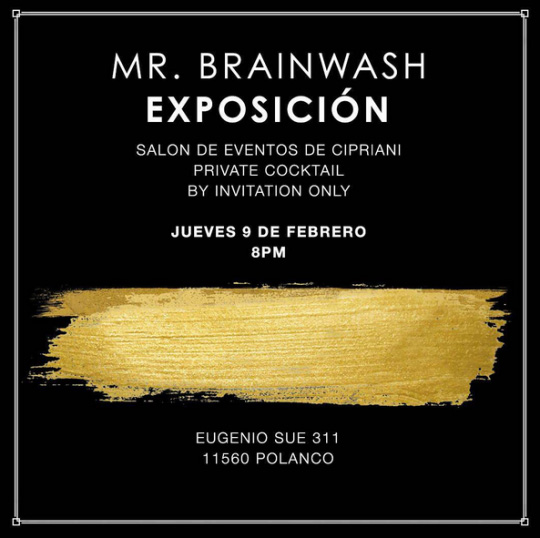 MR. BRAINWASH
EXPOSICIÓN
SALON DE EVENTOS DE CIPRIANI
PRIVATE COCKTAIL
BY INVITATION ONLY
JUEVES 9 DE FEBRERO
8PM
EUGENIO SUE 311
11560 POLANCO